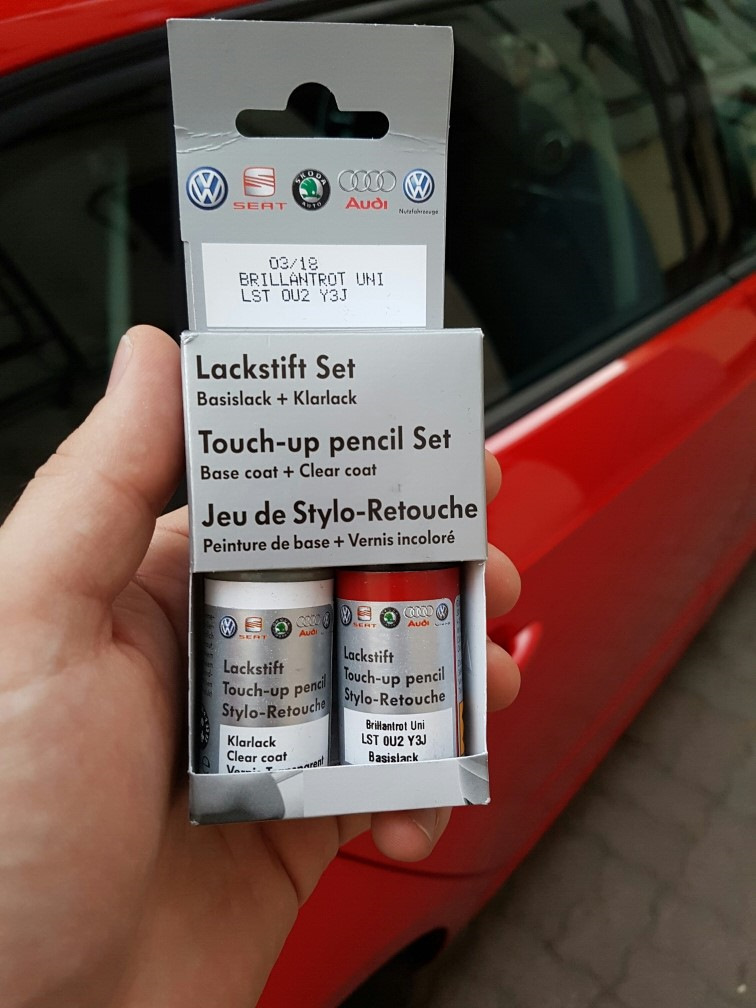 SEAT
ŠKODA
AUTO
Audi
Nutzfahrzeuge
03/18
BRILLANTROT UNI
LST 0U2 Y3J
Lackstift Set
Basislack + Klarlack
Touch-up pencil Set
Base coat + Clear coat
Jeu de Stylo-Retouche
Peinture de base + Vernis incoloré
SEAT
Audi
Lackstift
Touch-up pencil
Stylo-Retouche
Klarlack
Clear coat
SEAT
Audi
Lackstift
Touch-up pencil
Stylo-Retouche
Brillantrot Uni
LST 0U2 Y3J
Basislack